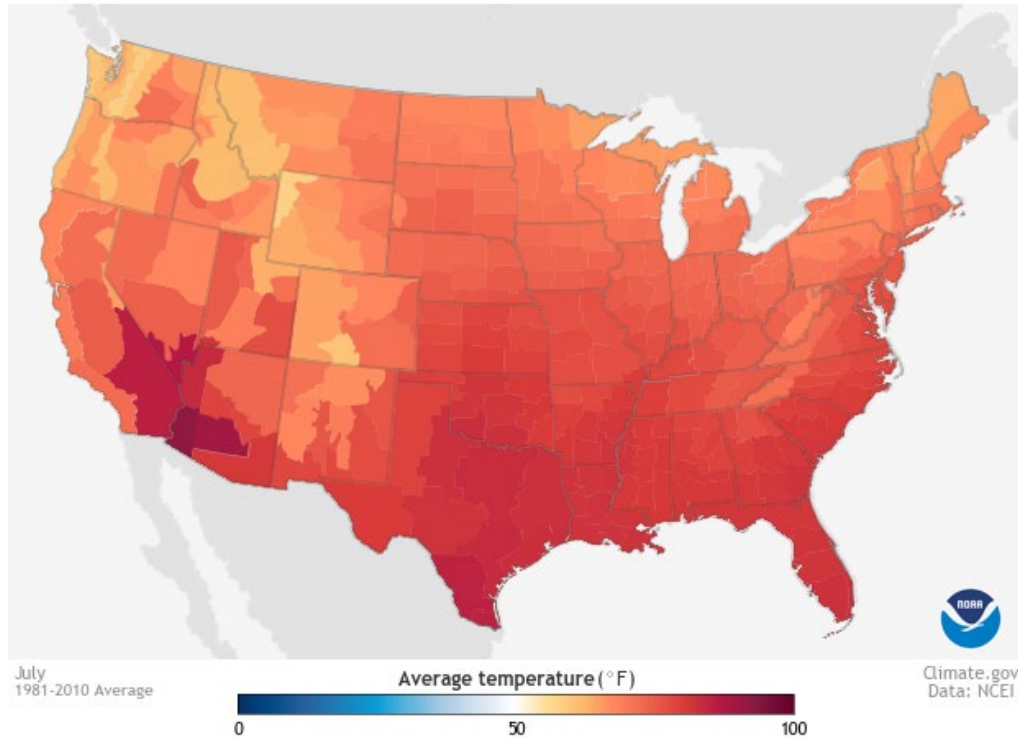 NOAA
July
1981-2010 Average
Average temperature (°F)
0
50
100
Climate.gov
Data: NCEI